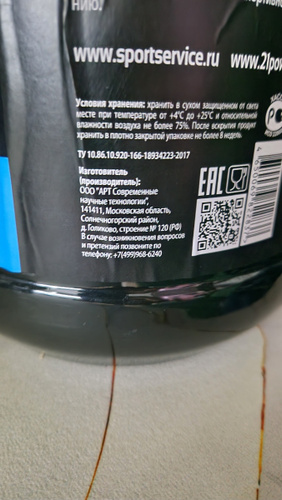 нию.
www.sportservice.ru www.21pow
Условия хранения: хранить в сухом защищенном от света
месте при температуре от +4°С до +25°С и относительной
влажности воздуха не более 75%. После вскрытия продукт
хранить в плотно закрытой упаковке не более 8 недель.
ТУ 10.86.10.920-166-18934223-2017
Изготовитель
(производитель):
ООО "АРТ Современные
научные технологии",
141411, Московская область,
Солнечногорский район,
д. Голиково, строение № 120 (РФ)
В случае возникновения вопросов
и претензий позвоните по
телефону: +7(499)968-6240
EAC